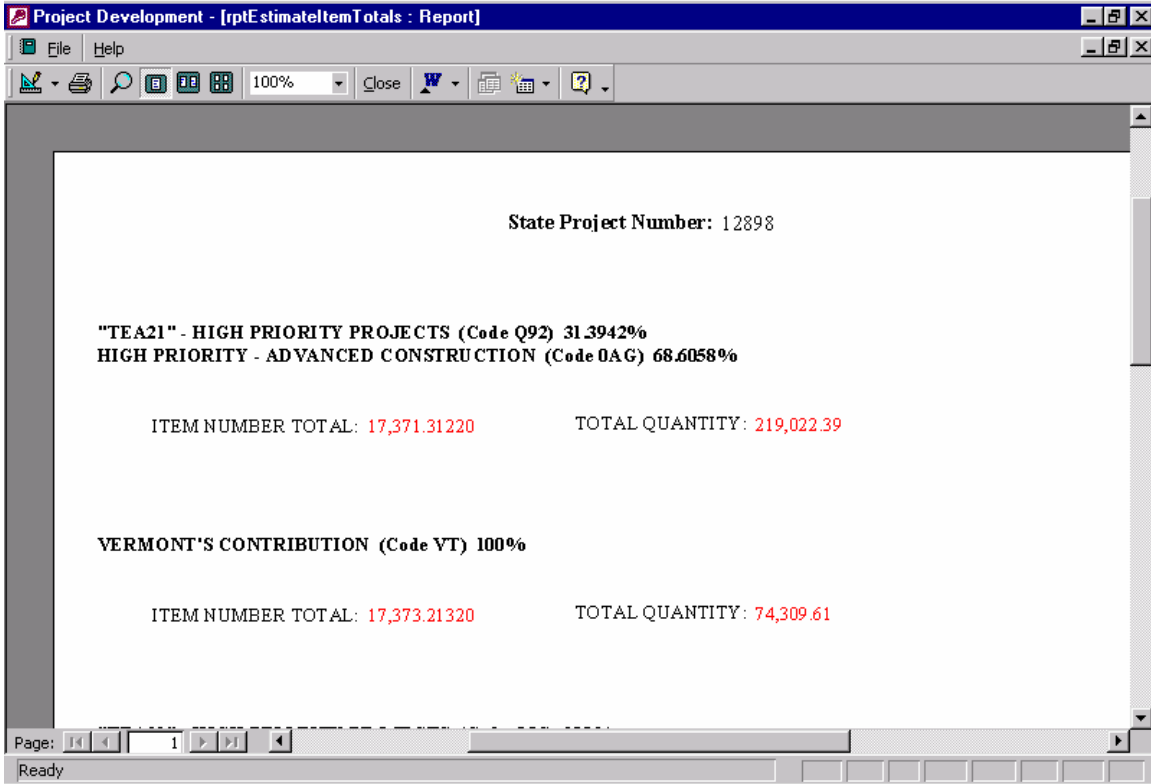 Project Development - [rptEstimateItemTotals : Report]
File Help
100% Close
State Project Number: 12898
"TEA21" - HIGH PRIORITY PROJECTS (Code Q92) 31.3942%
HIGH PRIORITY - ADVANCED CONSTRUCTION (Code 0AG) 68.6058%
ITEM NUMBER TOTAL: 17,371.31220 TOTAL QUANTITY: 219,022.39
VERMONT'S CONTRIBUTION (Code VT) 100%
ITEM NUMBER TOTAL: 17,373.21320 TOTAL QUANTITY: 74,309.61
Page: 1
Ready